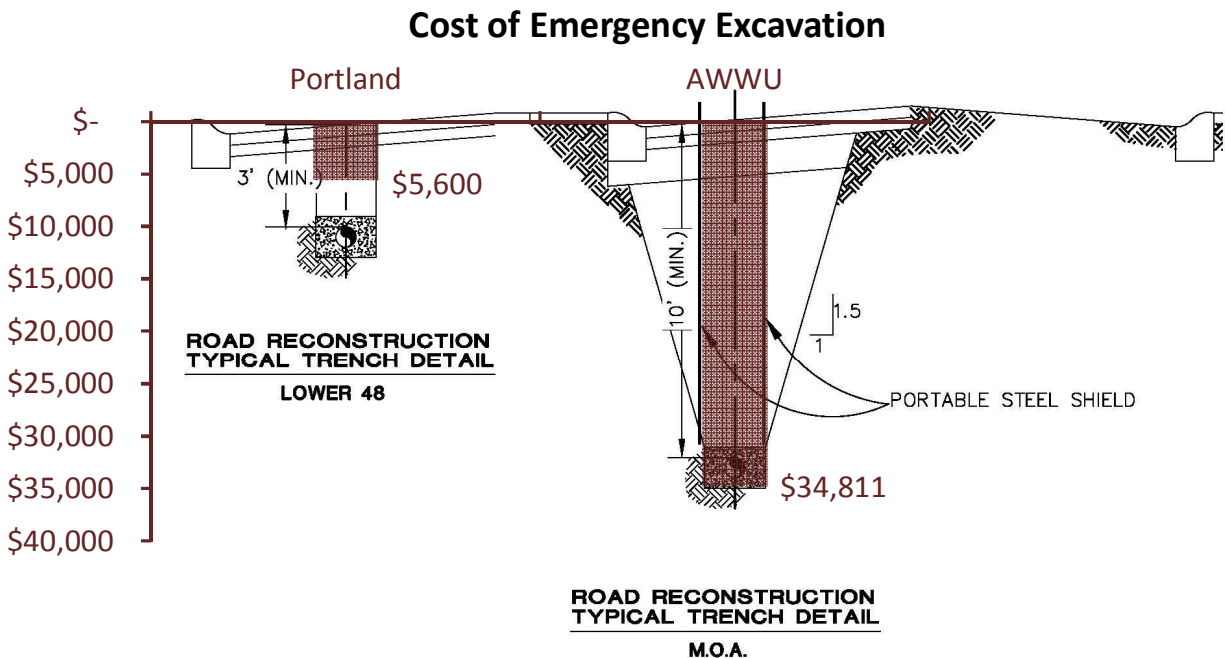 Cost of Emergency Excavation
Portland
AWWU
$-
$5,000
$10,000
$15,000
$20,000
$25,000
$30,000
$35,000
$40,000
3' (MIN.)
$5,600
10' (MIN.)
1.5
1
ROAD RECONSTRUCTION
TYPICAL TRENCH DETAIL
LOWER 48
PORTABLE STEEL SHIELD
$34,811
ROAD RECONSTRUCTION
TYPICAL TRENCH DETAIL
M.O.A.